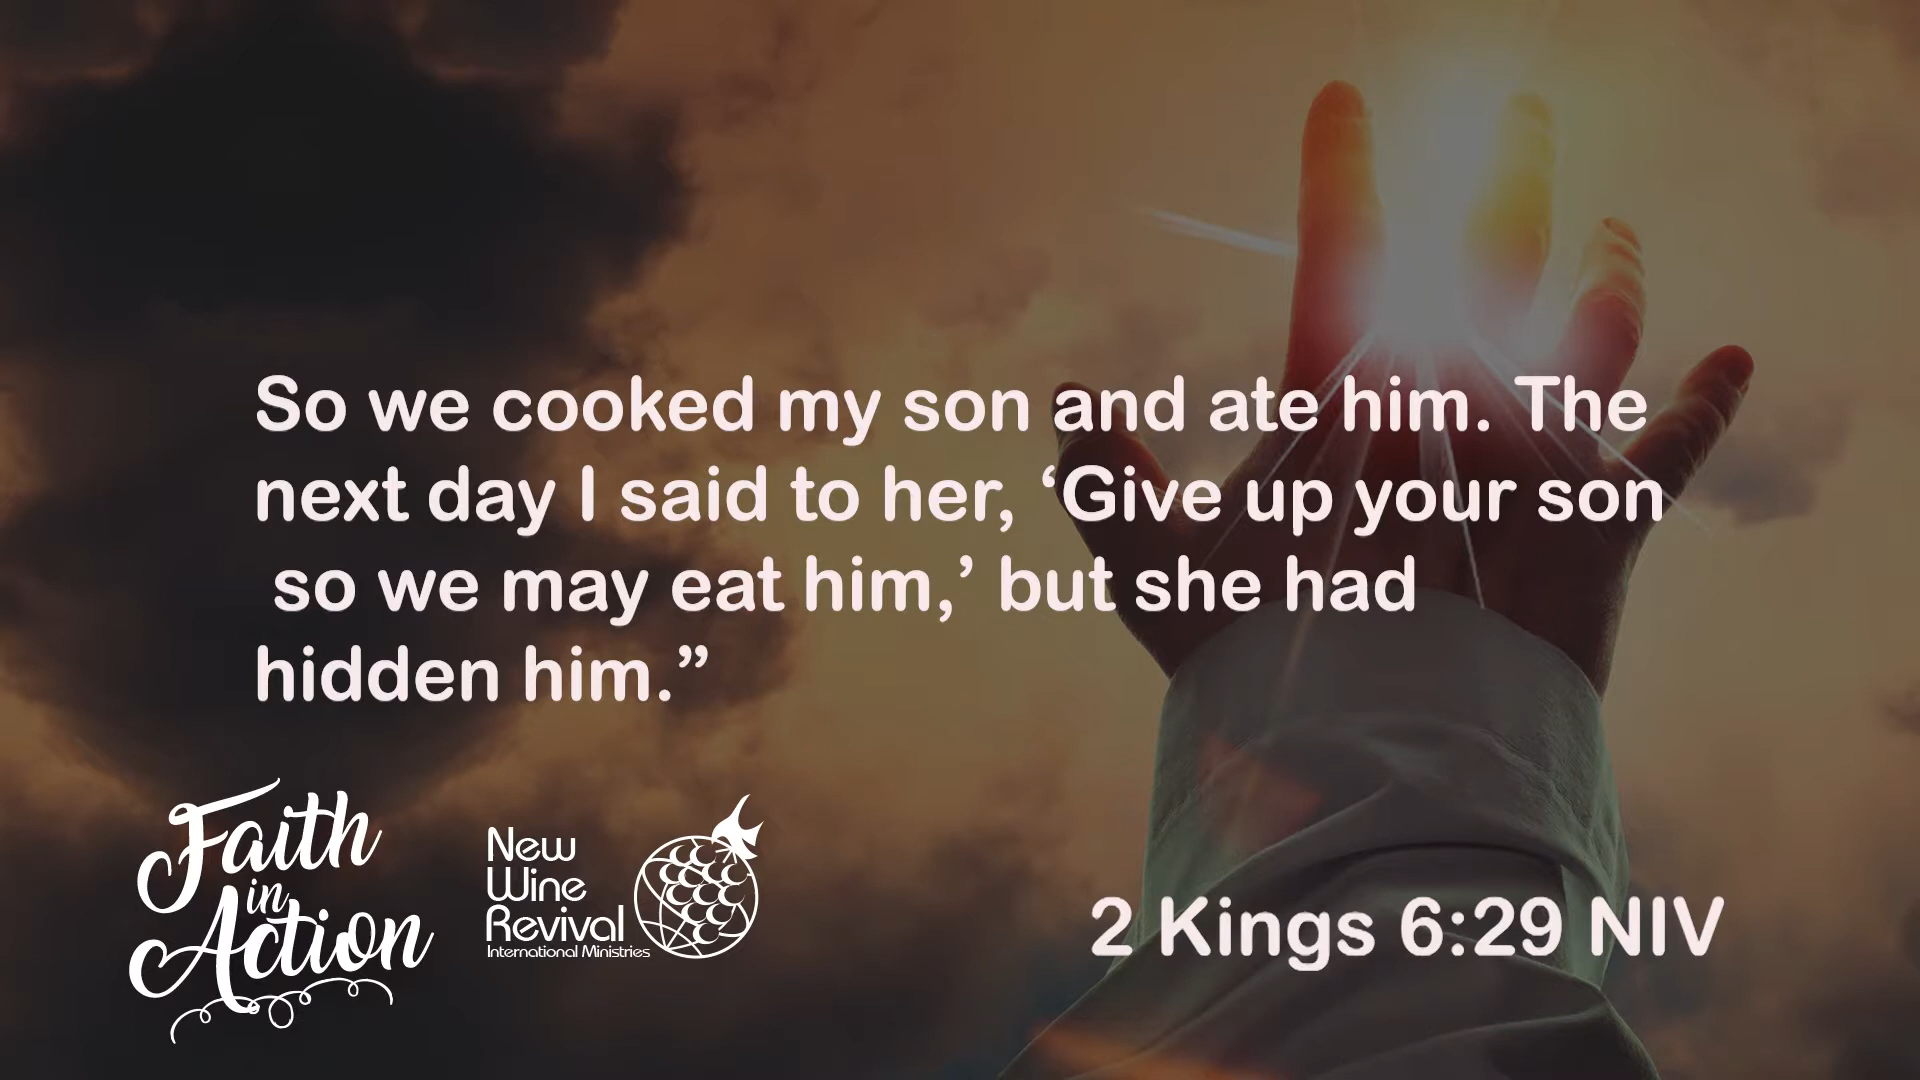 So we cooked my son and ate him. The
next day I said to her, ‘Give up your son
so we may eat him,’ but she had
hidden him.”
Faith
in
Action
New
Wine
Revival
International Ministries
2 Kings 6:29 NIV